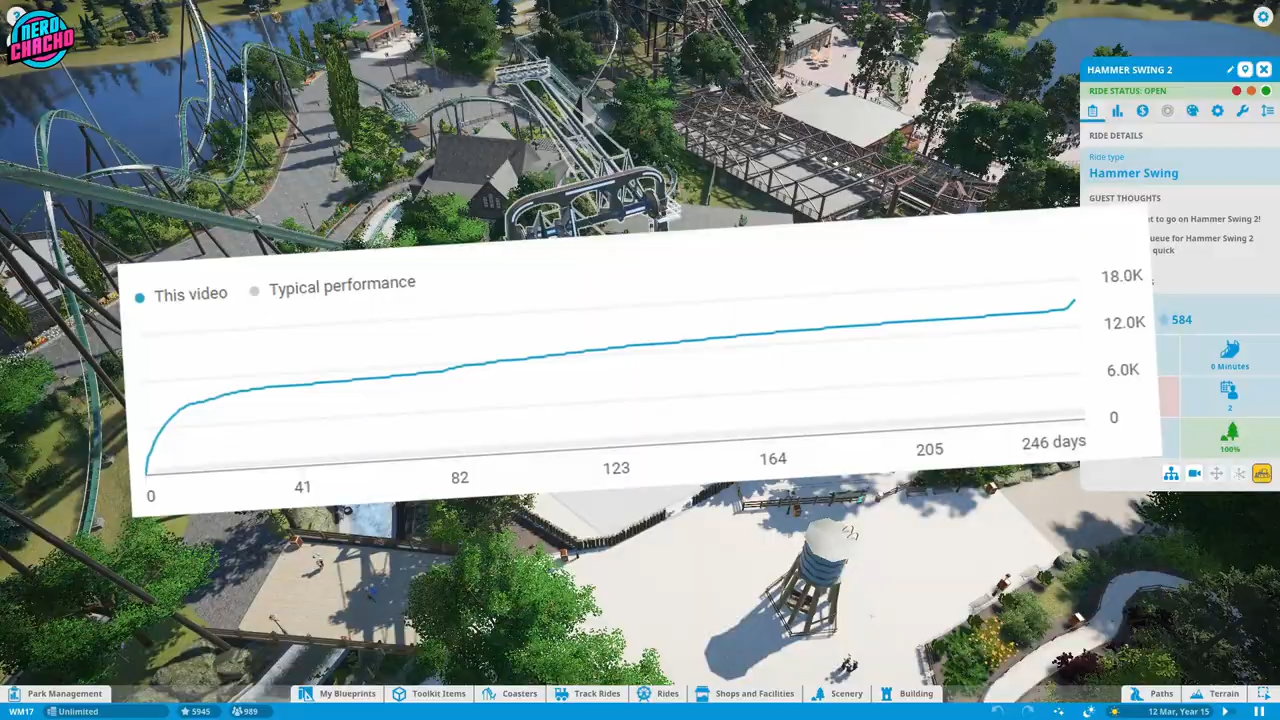 ?
NERD
CHACHO
HAMMER SWING 2
RIDE STATUS: OPEN
RIDE DETAILS
Ride type
Hammer Swing
GUEST THOUGHTS
t to go on Hammer Swing 2!
ueue for Hammer Swing 2
quick
584
0 Minutes
2
100%
This video
Typical performance
18.0K
12.0K
6.0K
0
0
41
82
123
164
205
246 days
Park Management
My Blueprints
Toolkit Items
Coasters
Track Rides
Rides
Shops and Facilities
Scenery
Building
Paths
Terrain
WM17
Unlimited
5945
989
12 Mar, Year 15